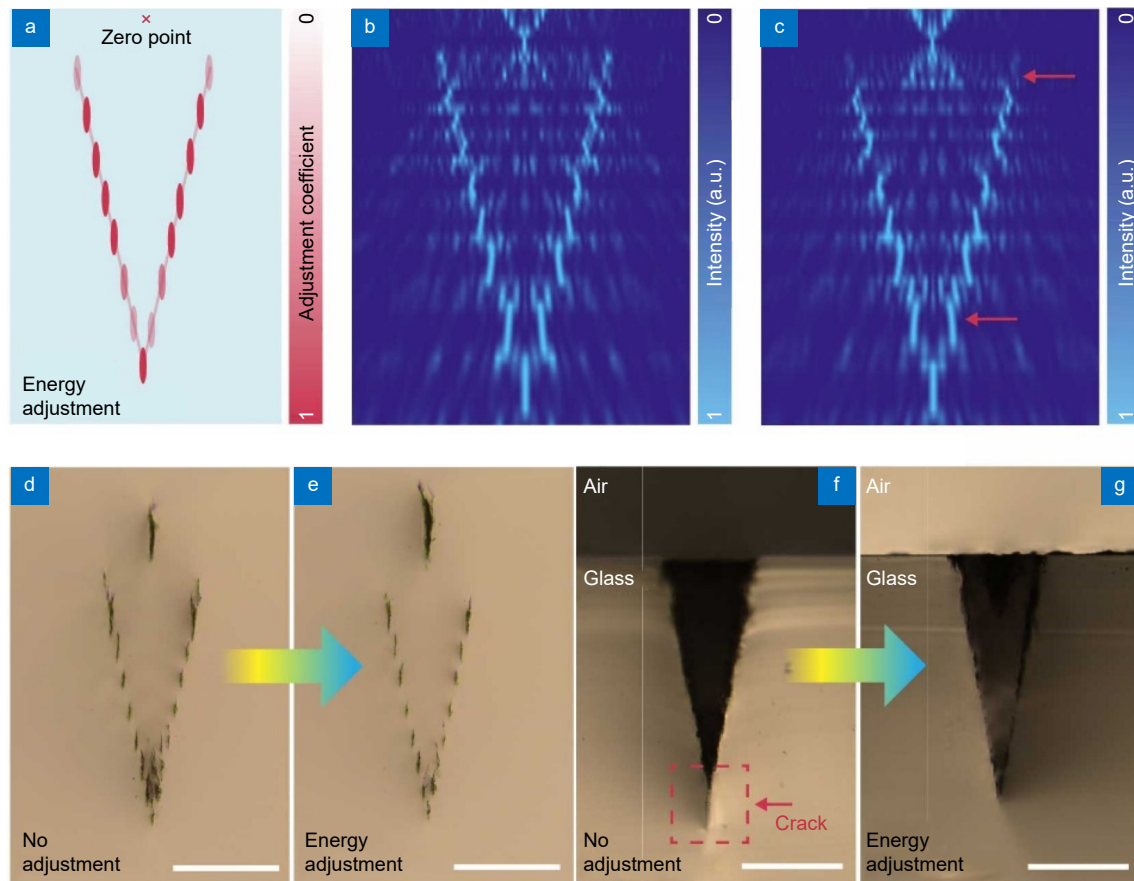 a
Zero point
Energy
adjustment
0
Adjustment coefficient
1
b
0
Intensity (a.u.)
1
c
0
Intensity (a.u.)
1
d
No
adjustment
e
Energy
adjustment
Air
f
Glass
Crack
No
adjustment
Air
g
Glass
Energy
adjustment